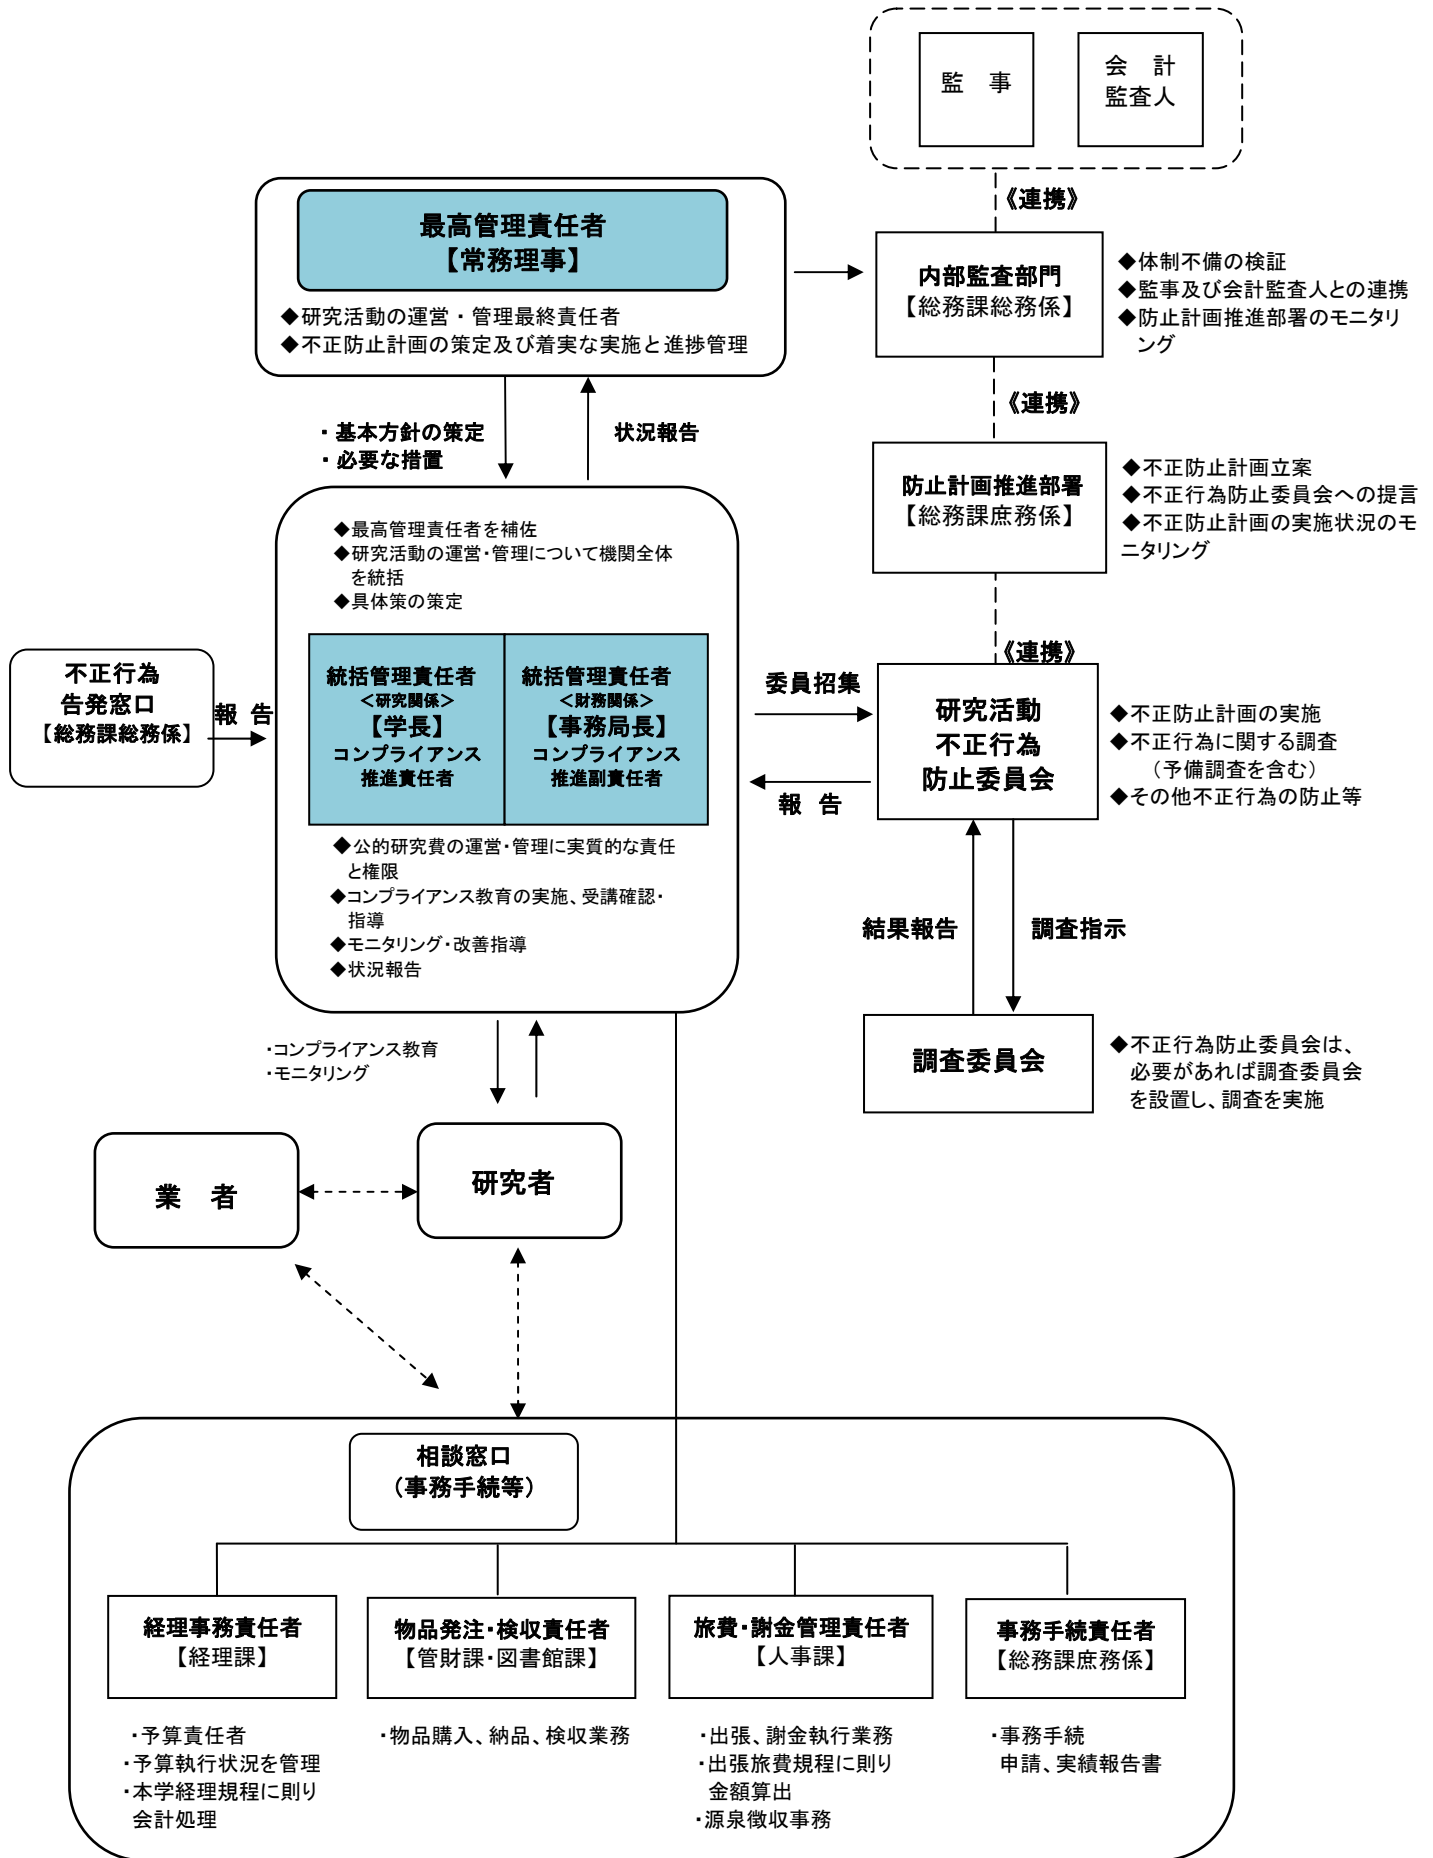 監　事
会　計
監査人
《連携》
最高管理責任者
【常務理事】
◆研究活動の運営・管理最終責任者
◆不正防止計画の策定及び着実な実施と進捗管理
内部監査部門
【総務課総務係】
◆体制不備の検証
◆監事及び会計監査人との連携
◆防止計画推進部署のモニタリ
ング
《連携》
・基本方針の策定
・必要な措置
状況報告
防止計画推進部署
【総務課庶務係】
◆不正防止計画立案
◆不正行為防止委員会への提言
◆不正防止計画の実施状況のモ
ニタリング
《連携》
◆最高管理責任者を補佐
◆研究活動の運営・管理について機関全体
を統括
◆具体策の策定
不正行為
告発窓口
【総務課総務係】
報 告
統括管理責任者
＜研究関係＞
【学長】
コンプライアンス
推進責任者
統括管理責任者
＜財務関係＞
【事務局長】
コンプライアンス
推進副責任者
委員招集
報 告
研究活動
不正行為
防止委員会
◆不正防止計画の実施
◆不正行為に関する調査
（予備調査を含む）
◆その他不正行為の防止等
◆公的研究費の運営・管理に実質的な責任
と権限
◆コンプライアンス教育の実施、受講確認・
指導
◆モニタリング・改善指導
◆状況報告
結果報告
調査指示
調査委員会
◆不正行為防止委員会は、
必要があれば調査委員会
を設置し、調査を実施
・コンプライアンス教育
・モニタリング
業　者
研究者
相談窓口
（事務手続等）
経理事務責任者
【経理課】
物品発注・検収責任者
【管財課・図書館課】
旅費・謝金管理責任者
【人事課】
事務手続責任者
【総務課庶務係】
・予算責任者
・予算執行状況を管理
・本学経理規程に則り
会計処理
・物品購入、納品、検収業務
・出張、謝金執行業務
・出張旅費規程に則り
金額算出
・源泉徴収事務
・事務手続
申請、実績報告書